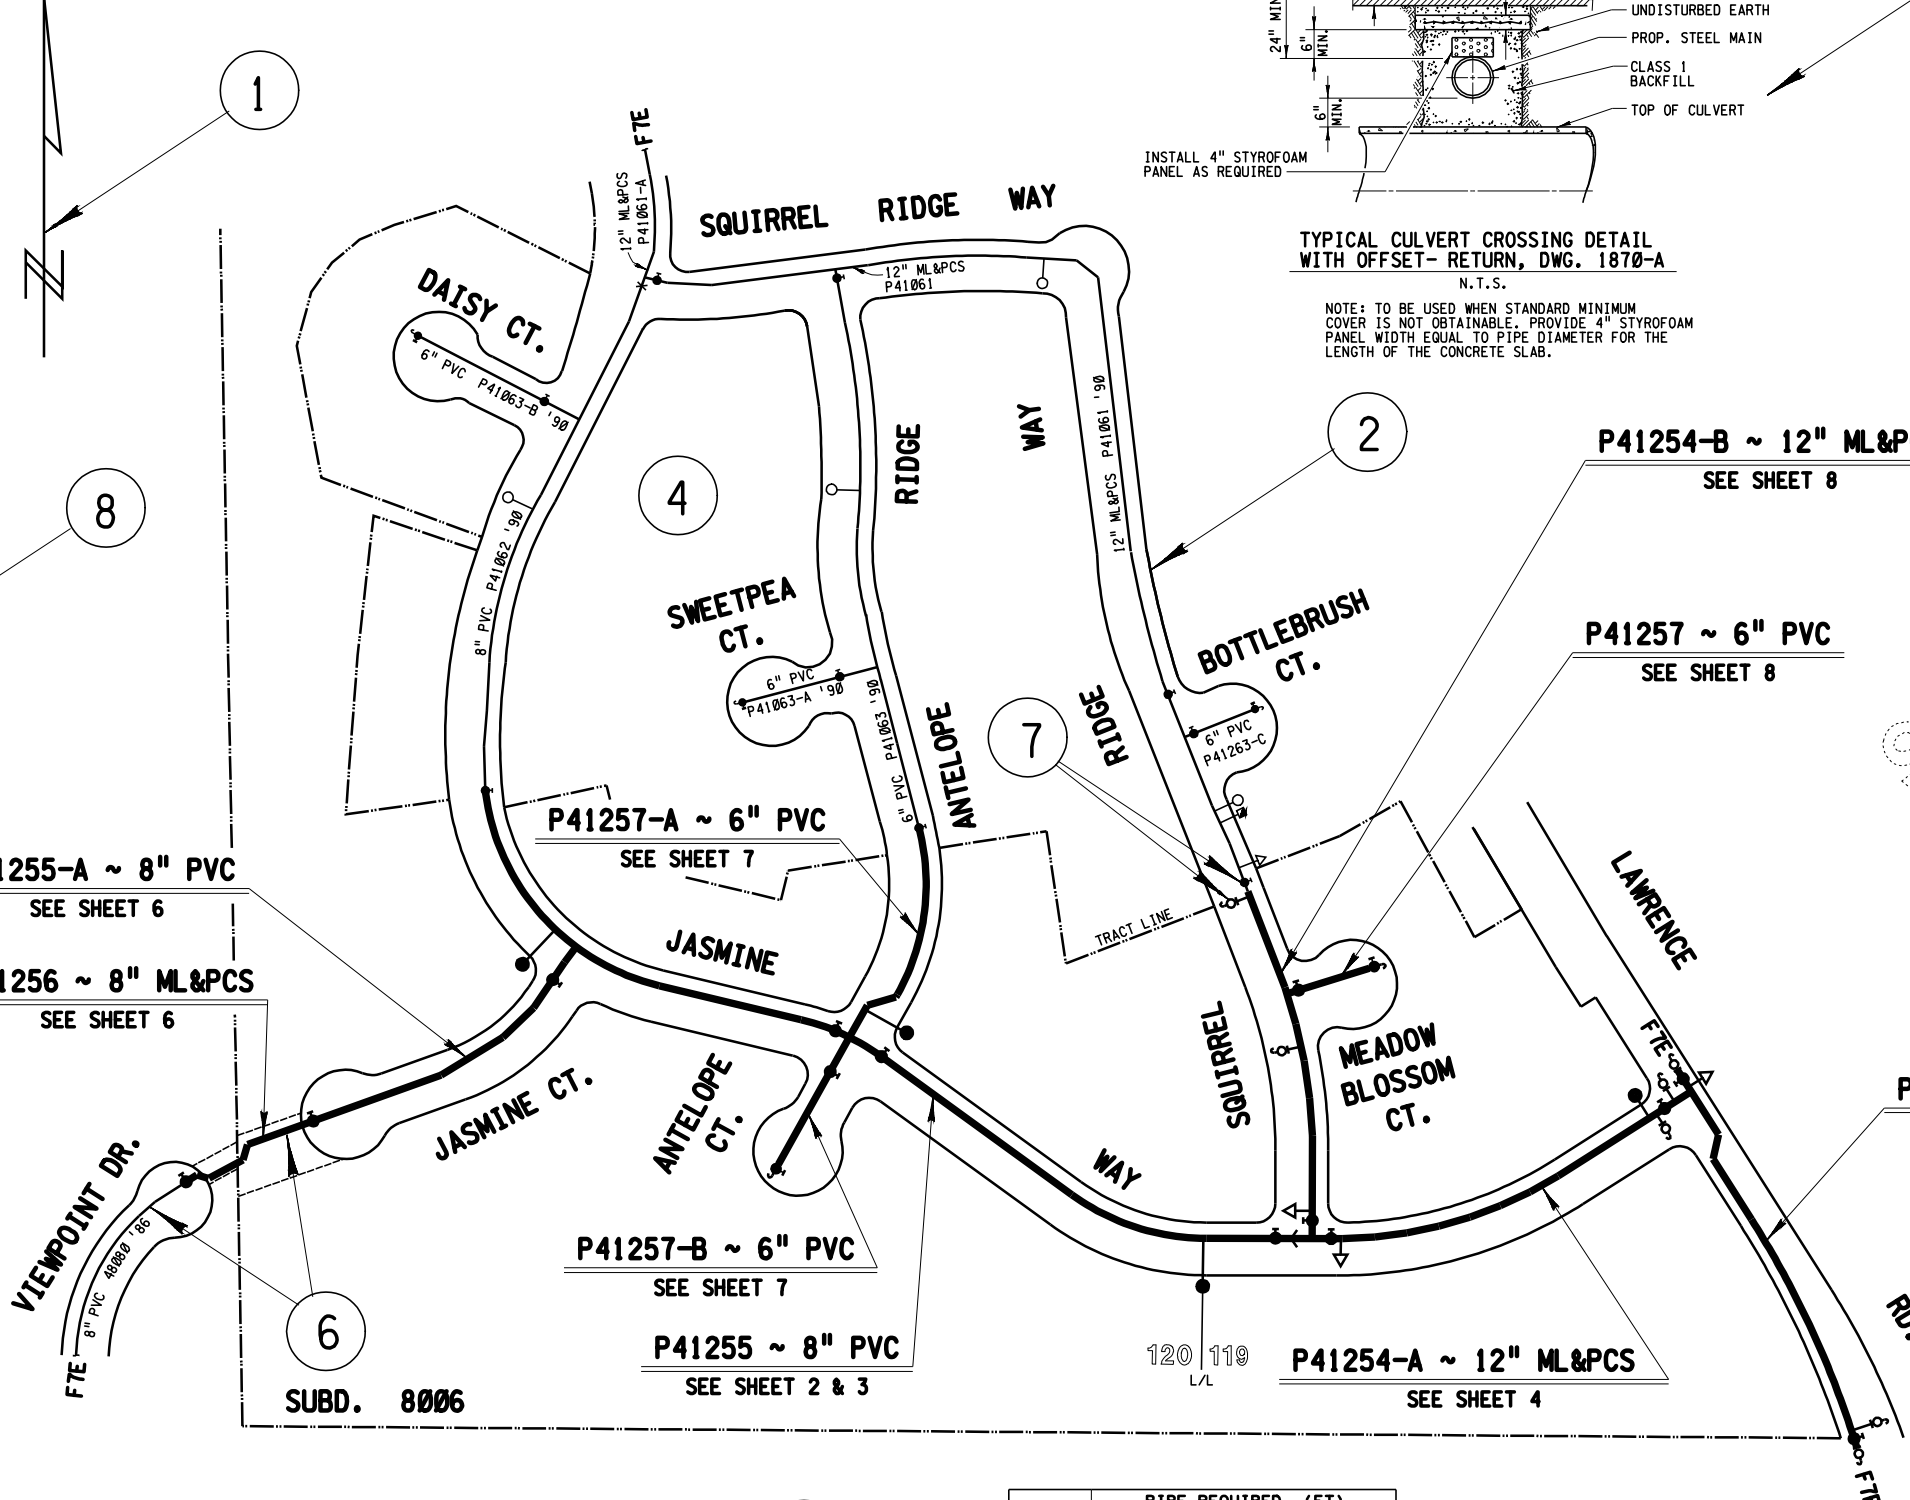 24" MIN.
6" MIN.
6" MIN.
UNDISTURBED EARTH
PROP. STEEL MAIN
CLASS 1
BACKFILL
TOP OF CULVERT
INSTALL 4" STYROFOAM
PANEL AS REQUIRED
TYPICAL CULVERT CROSSING DETAIL
WITH OFFSET- RETURN, DWG. 1870-A
N.T.S.
NOTE: TO BE USED WHEN STANDARD MINIMUM
COVER IS NOT OBTAINABLE. PROVIDE 4" STYROFOAM
PANEL WIDTH EQUAL TO PIPE DIAMETER FOR THE
LENGTH OF THE CONCRETE SLAB.
1
N
F7E
12" ML&PCS
P41061-A
SQUIRREL RIDGE WAY
12" ML&PCS
P41061
DAISY CT.
6" PVC P41063-B '90
8
4
2
RIDGE
WAY
12" ML&PCS P41061 '90
P41254-B ~ 12" ML&P
SEE SHEET 8
8" PVC P41062 '90
SWEETPEA
CT.
6" PVC
P41063-A '90
BOTTLEBRUSH
CT.
P41257 ~ 6" PVC
SEE SHEET 8
6" PVC P41063 '90
ANTELOPE
7
RIDGE
6" PVC
P41263-C
P41257-A ~ 6" PVC
SEE SHEET 7
1255-A ~ 8" PVC
SEE SHEET 6
LAWRENCE
TRACT LINE
JASMINE
1256 ~ 8" ML&PCS
SEE SHEET 6
SQUIRREL
MEADOW
BLOSSOM
CT.
F7E
P
ANTELOPE
CT.
JASMINE CT.
VIEWPOINT DR.
WAY
8" PVC 48080 '86
F7E
P41257-B ~ 6" PVC
SEE SHEET 7
6
RD.
P41255 ~ 8" PVC
SEE SHEET 2 & 3
120 119
L/L
P41254-A ~ 12" ML&PCS
SEE SHEET 4
SUBD. 8006
F7E
PIPE REQUIRED (FT)